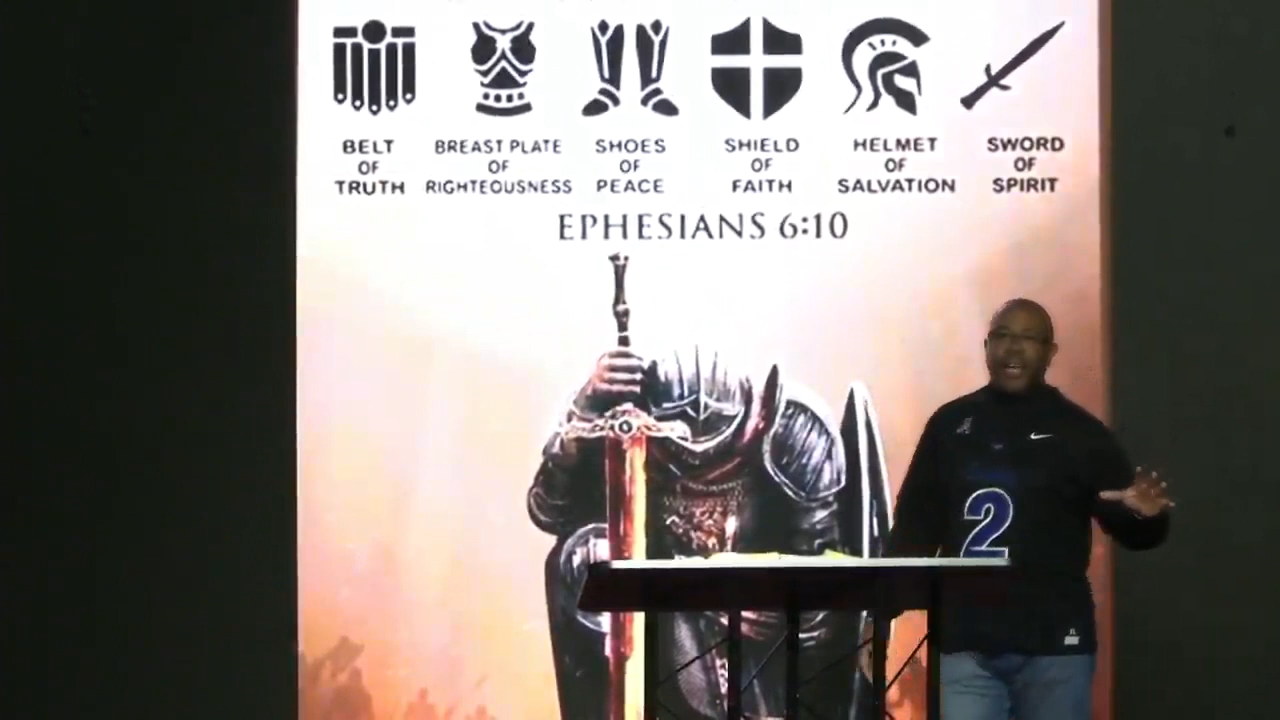 BELT
OF
TRUTH
BREAST PLATE
OF
RIGHTEOUSNESS
SHOES
OF
PEACE
SHIELD
OF
FAITH
HELMET
OF
SALVATION
SWORD
OF
SPIRIT
EPHESIANS 6:10
2